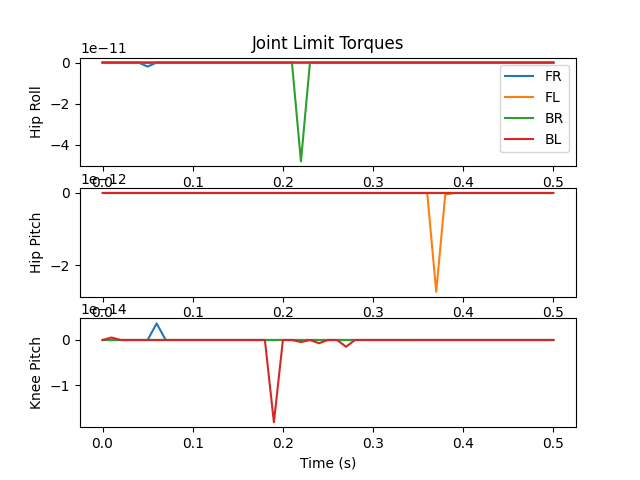 Joint Limit Torques
1e−11
0
−2
−4
Hip Roll
FR
FL
BR
BL
0.0 0.1 0.2 0.3 0.4 0.5
1e−12
0
−2
Hip Pitch
0.0 0.1 0.2 0.3 0.4 0.5
1e−14
0
−1
Knee Pitch
0.0 0.1 0.2 0.3 0.4 0.5
Time (s)